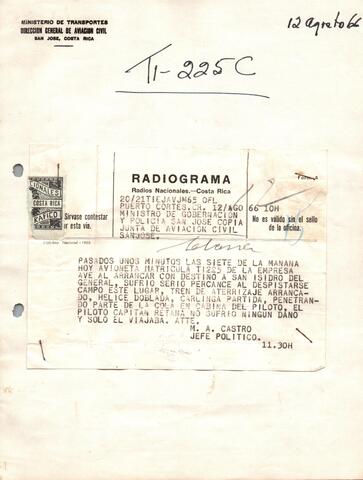 MINISTERIO DE TRANSPORTES
DIRECCION GENERAL DE AVIACION CIVIL
SAN JOSE, COSTA RICA
12 agosto 66
TI-225C
RADIOGRAMA
Radios Nacionales.—Costa Rica
COSTA RICA
Sírvase contestar
por esta vía.
20/21TIEJAVJM65 OFL
PUERTO CORTES.CR. 12/AGO 66 10H
MINISTRO DE GOBERNACION
Y POLICIA SAN JOSE COPIA
JUNTA DE AVIACION CIVIL
SANJOSE.
No es válido sin el sello
de la oficina.
PASADOS UNOS MINUTOS LAS SIETE DE LA MANANA
HOY AVIONETA MATRICULA TI225 DE LA EMPRESA
AVE AL ARRANCAR CON DESTINO A SAN ISIDRO DEL
GENERAL, SUFRIO SERIO PERCANCE AL DESPISTARSE
CAMPO ESTE LUGAR, TREN DE ATERRIZAJE ARRANCA-
DO, HELICE DOBLADA, CARLINGA PARTIDA, PENETRAN-
DO PARTE DE LA COLA EN CABINA DEL PILOTO. EL
PILOTO CAPITAN RETANA NO SUFRIO NINGUN DANO
Y SOLO EL VIAJABA. ATTE.
M. A. CASTRO
JEFE POLITICO.
11.30H